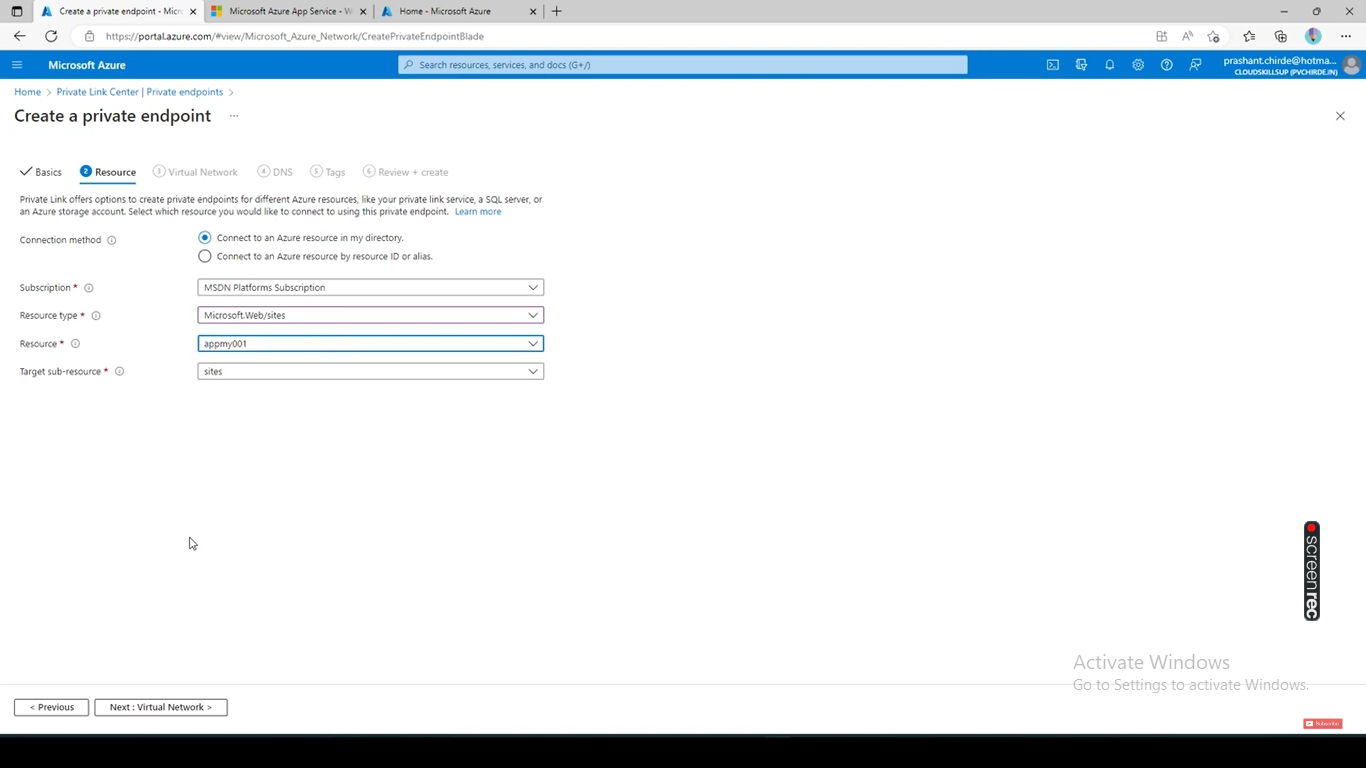 Create a private endpoint - Micro
Microsoft Azure App Service - W
Home - Microsoft Azure
https://portal.azure.com/#view/Microsoft_Azure_Network/CreatePrivateEndpointBlade
Microsoft Azure
Search resources, services, and docs (G+/)
prashant.chirde@hotma...
CLOUDSKILLSUP (PVCHIRDE.IN)
Home > Private Link Center | Private endpoints >
Create a private endpoint ...
Basics
2 Resource
3 Virtual Network
4 DNS
5 Tags
6 Review + create
Private Link offers options to create private endpoints for different Azure resources, like your private link service, a SQL server, or
an Azure storage account. Select which resource you would like to connect to using this private endpoint. Learn more
Connection method
Connect to an Azure resource in my directory.
Connect to an Azure resource by resource ID or alias.
Subscription *
MSDN Platforms Subscription
Resource type *
Microsoft.Web/sites
Resource *
appmy001
Target sub-resource *
sites
screenrec
Activate Windows
Go to Settings to activate Windows.
< Previous
Next : Virtual Network >
Subscribe